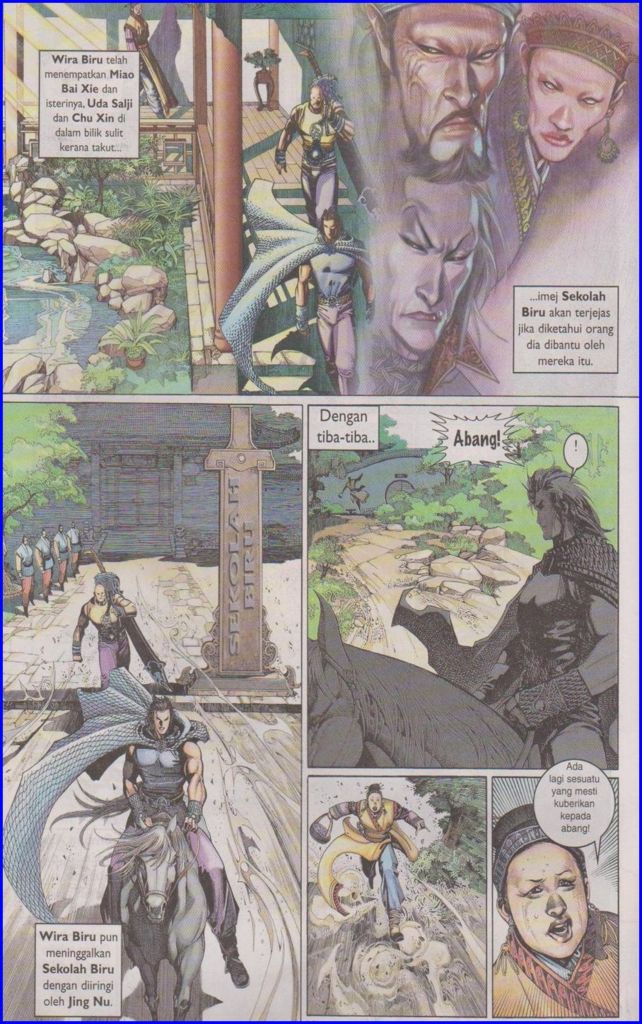 Wira Biru telah
menempatkan Miao
Bai Xie dan
isterinya, Uda Salji
dan Chu Xin di
dalam bilik sulit
kerana takut...
...imej Sekolah
Biru akan terjejas
jika diketahui orang
dia dibantu oleh
mereka itu.
SEKOLAH
BIRU
Wira Biru pun
meninggalkan
Sekolah Biru
dengan diiringi
oleh Jing Nu.
Dengan
tiba-tiba..
Abang!
!
Ada
lagi sesuatu
yang mesti
kuberikan
kepada
abang!